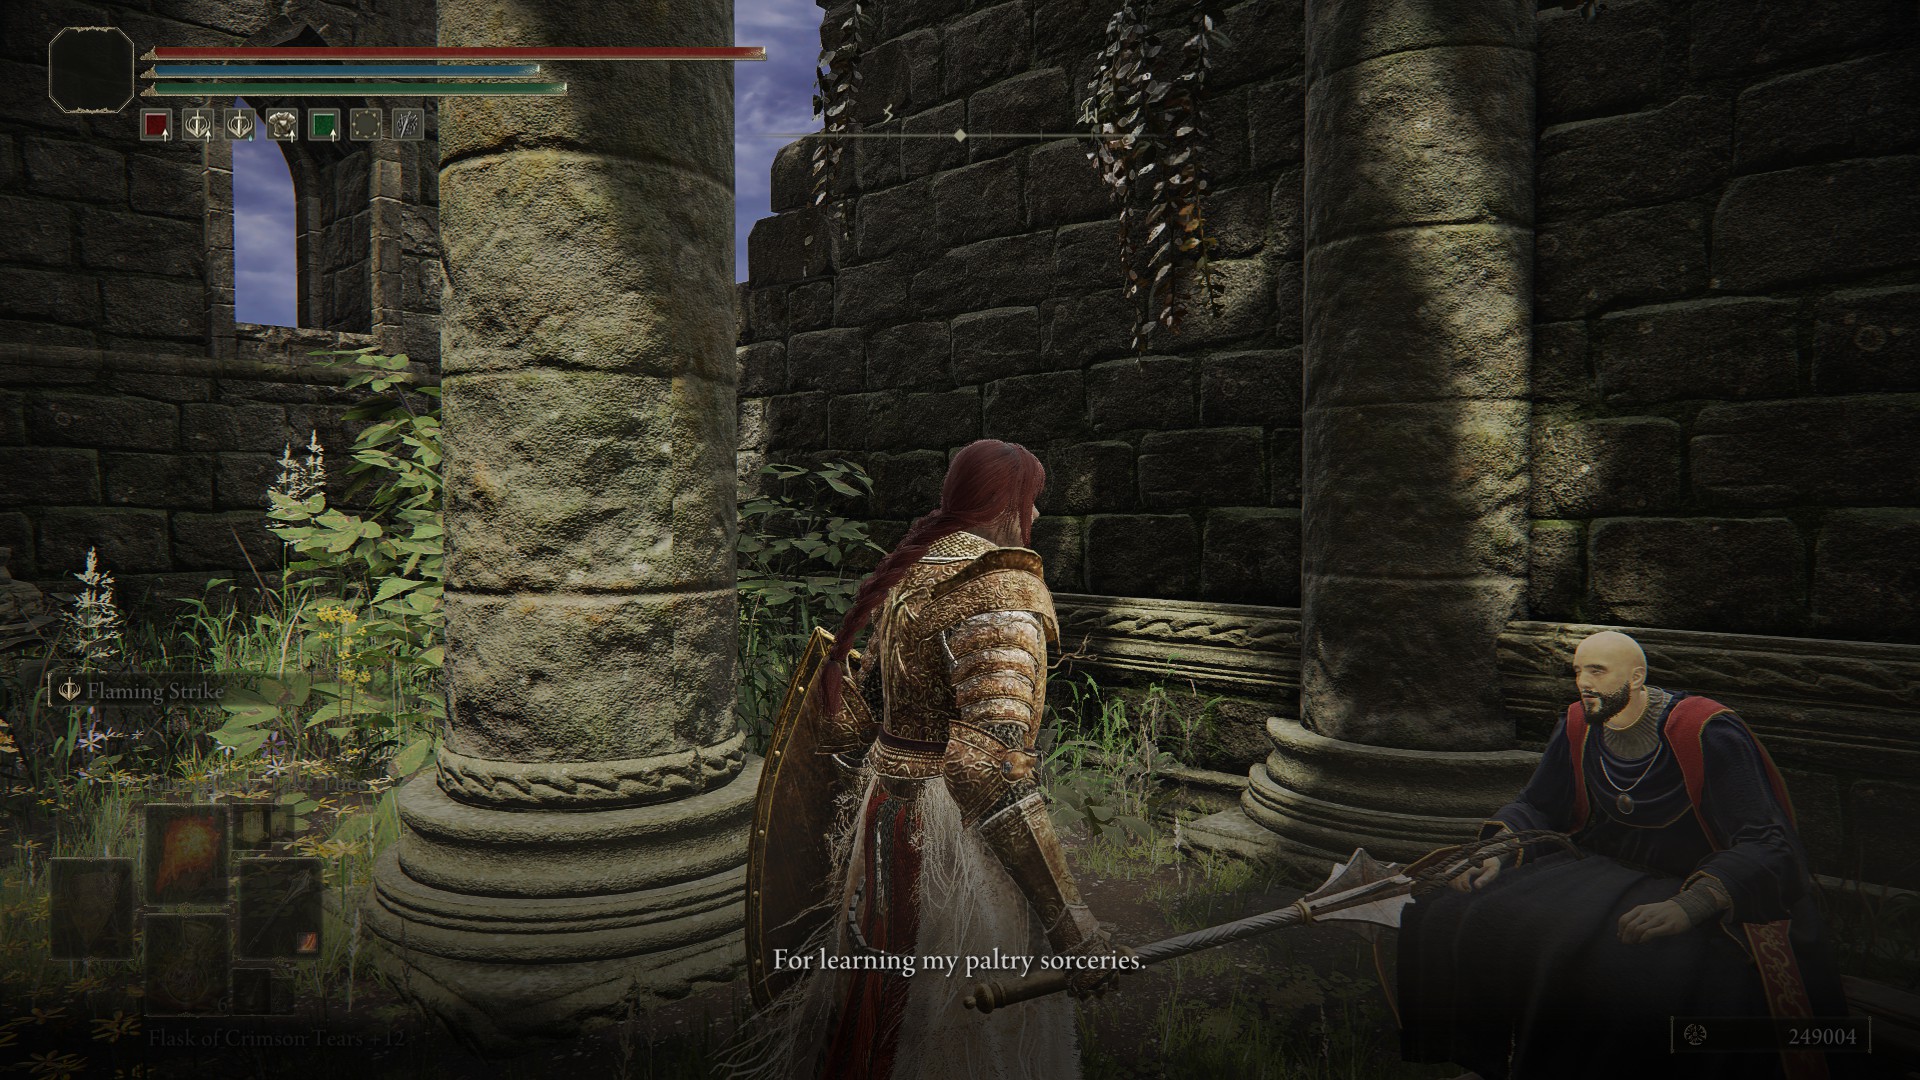 S
W
Flaming Strike
For learning my paltry sorceries.
Flask of Crimson Tears +12
249004